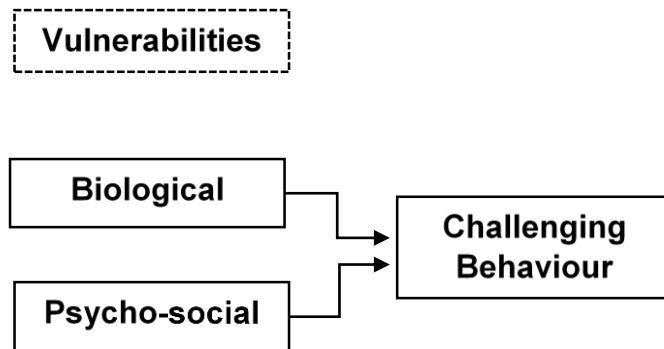 Vulnerabilities
Biological
Challenging
Behaviour
Psycho-social